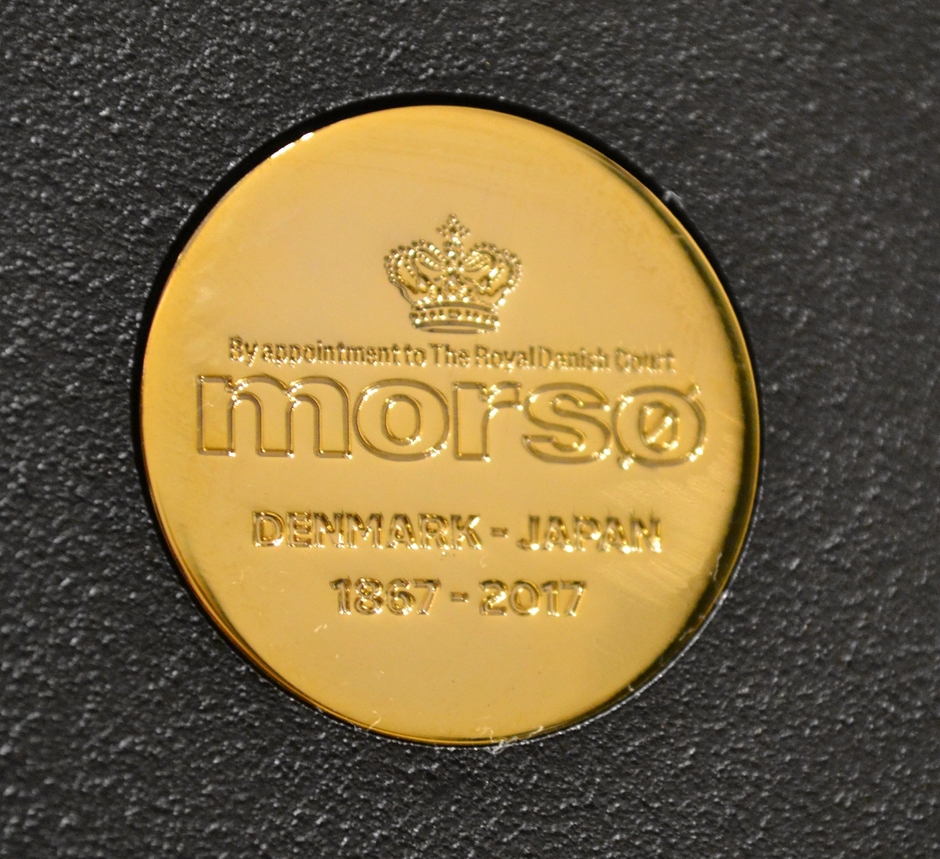 By appointment to The Royal Danish Court
morsø
DENMARK - JAPAN
1867 - 2017